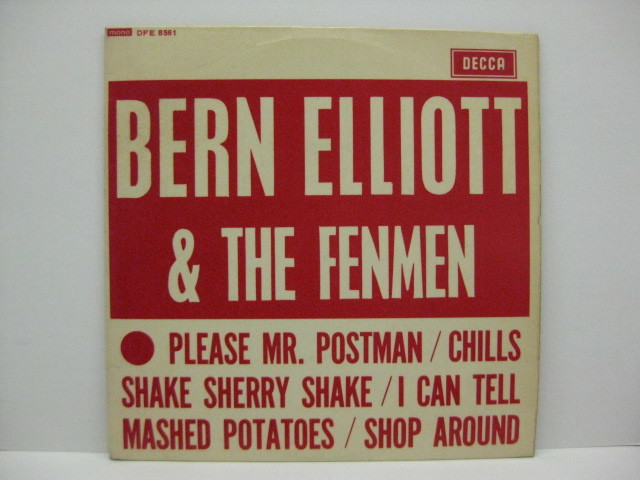 mono DFE 8561
DECCA
BERN ELLIOTT
& THE FENMEN
PLEASE MR. POSTMAN / CHILLS
SHAKE SHERRY SHAKE / I CAN TELL
MASHED POTATOES / SHOP AROUND